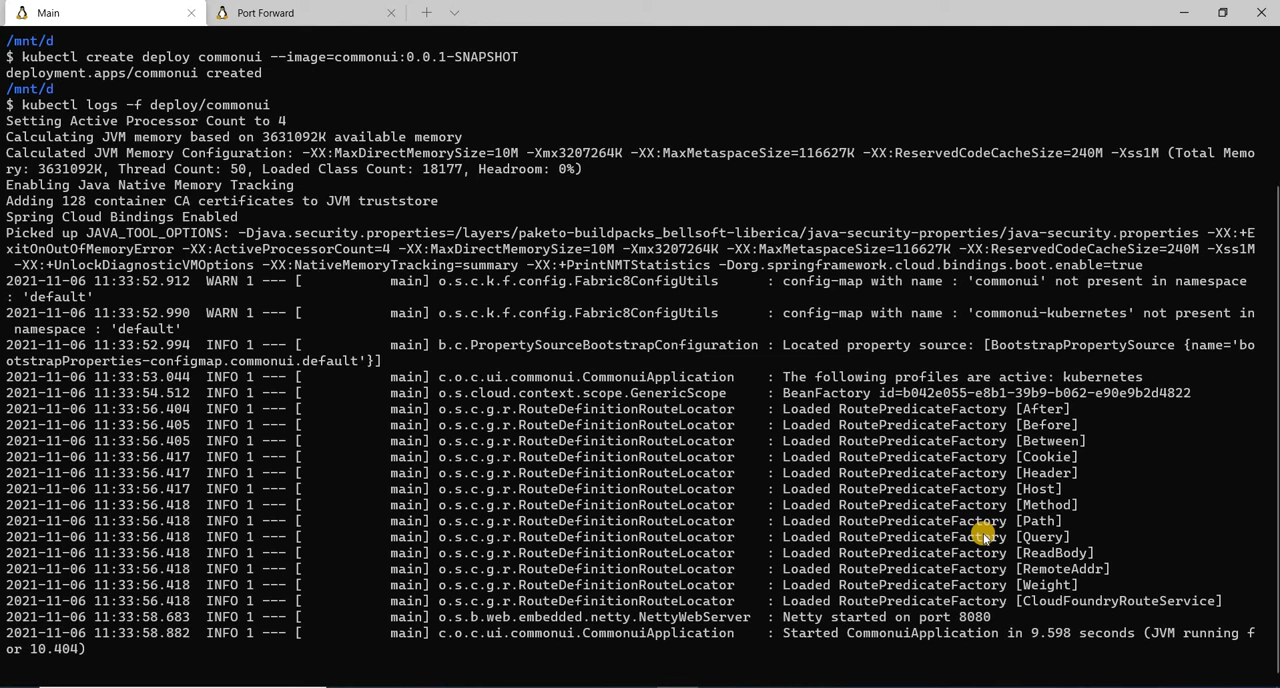 Main
Port Forward
/mnt/d
$ kubectl create deploy commonui --image=commonui:0.0.1-SNAPSHOT
deployment.apps/commonui created
/mnt/d
$ kubectl logs -f deploy/commonui
Setting Active Processor Count to 4
Calculating JVM memory based on 3631092K available memory
Calculated JVM Memory Configuration: -XX:MaxDirectMemorySize=10M -Xmx3207264K -XX:MaxMetaspaceSize=116627K -XX:ReservedCodeCacheSize=240M -Xss1M (Total Memo
ry: 3631092K, Thread Count: 50, Loaded Class Count: 18177, Headroom: 0%)
Enabling Java Native Memory Tracking
Adding 128 container CA certificates to JVM truststore
Spring Cloud Bindings Enabled
Picked up JAVA_TOOL_OPTIONS: -Djava.security.properties=/layers/paketo-buildpacks_bellsoft-liberica/java-security-properties/java-security.properties -XX:+E
xitOnOutOfMemoryError -XX:ActiveProcessorCount=4 -XX:MaxDirectMemorySize=10M -Xmx3207264K -XX:MaxMetaspaceSize=116627K -XX:ReservedCodeCacheSize=240M -Xss1M
 -XX:+UnlockDiagnosticVMOptions -XX:NativeMemoryTracking=summary -XX:+PrintNMTStatistics -Dorg.springframework.cloud.bindings.boot.enable=true
2021-11-06 11:33:52.912  WARN 1 --- [           main] o.s.c.k.f.config.Fabric8ConfigUtils      : config-map with name : 'commonui' not present in namespace
: 'default'
2021-11-06 11:33:52.990  WARN 1 --- [           main] o.s.c.k.f.config.Fabric8ConfigUtils      : config-map with name : 'commonui-kubernetes' not present in
 namespace : 'default'
2021-11-06 11:33:52.994  INFO 1 --- [           main] b.c.PropertySourceBootstrapConfiguration : Located property source: [BootstrapPropertySource {name='bo
otstrapProperties-configmap.commonui.default'}]
2021-11-06 11:33:53.044  INFO 1 --- [           main] c.o.c.ui.commonui.CommonuiApplication    : The following profiles are active: kubernetes
2021-11-06 11:33:54.512  INFO 1 --- [           main] o.s.cloud.context.scope.GenericScope     : BeanFactory id=b042e055-e8b1-39b9-b062-e90e9b2d4822
2021-11-06 11:33:56.404  INFO 1 --- [           main] o.s.c.g.r.RouteDefinitionRouteLocator    : Loaded RoutePredicateFactory [After]
2021-11-06 11:33:56.405  INFO 1 --- [           main] o.s.c.g.r.RouteDefinitionRouteLocator    : Loaded RoutePredicateFactory [Before]
2021-11-06 11:33:56.405  INFO 1 --- [           main] o.s.c.g.r.RouteDefinitionRouteLocator    : Loaded RoutePredicateFactory [Between]
2021-11-06 11:33:56.417  INFO 1 --- [           main] o.s.c.g.r.RouteDefinitionRouteLocator    : Loaded RoutePredicateFactory [Cookie]
2021-11-06 11:33:56.417  INFO 1 --- [           main] o.s.c.g.r.RouteDefinitionRouteLocator    : Loaded RoutePredicateFactory [Header]
2021-11-06 11:33:56.417  INFO 1 --- [           main] o.s.c.g.r.RouteDefinitionRouteLocator    : Loaded RoutePredicateFactory [Host]
2021-11-06 11:33:56.418  INFO 1 --- [           main] o.s.c.g.r.RouteDefinitionRouteLocator    : Loaded RoutePredicateFactory [Method]
2021-11-06 11:33:56.418  INFO 1 --- [           main] o.s.c.g.r.RouteDefinitionRouteLocator    : Loaded RoutePredicateFactory [Path]
2021-11-06 11:33:56.418  INFO 1 --- [           main] o.s.c.g.r.RouteDefinitionRouteLocator    : Loaded RoutePredicateFactory [Query]
2021-11-06 11:33:56.418  INFO 1 --- [           main] o.s.c.g.r.RouteDefinitionRouteLocator    : Loaded RoutePredicateFactory [ReadBody]
2021-11-06 11:33:56.418  INFO 1 --- [           main] o.s.c.g.r.RouteDefinitionRouteLocator    : Loaded RoutePredicateFactory [RemoteAddr]
2021-11-06 11:33:56.418  INFO 1 --- [           main] o.s.c.g.r.RouteDefinitionRouteLocator    : Loaded RoutePredicateFactory [Weight]
2021-11-06 11:33:56.418  INFO 1 --- [           main] o.s.c.g.r.RouteDefinitionRouteLocator    : Loaded RoutePredicateFactory [CloudFoundryRouteService]
2021-11-06 11:33:58.683  INFO 1 --- [           main] o.s.b.web.embedded.netty.NettyWebServer  : Netty started on port 8080
2021-11-06 11:33:58.882  INFO 1 --- [           main] c.o.c.ui.commonui.CommonuiApplication    : Started CommonuiApplication in 9.598 seconds (JVM running f
or 10.404)